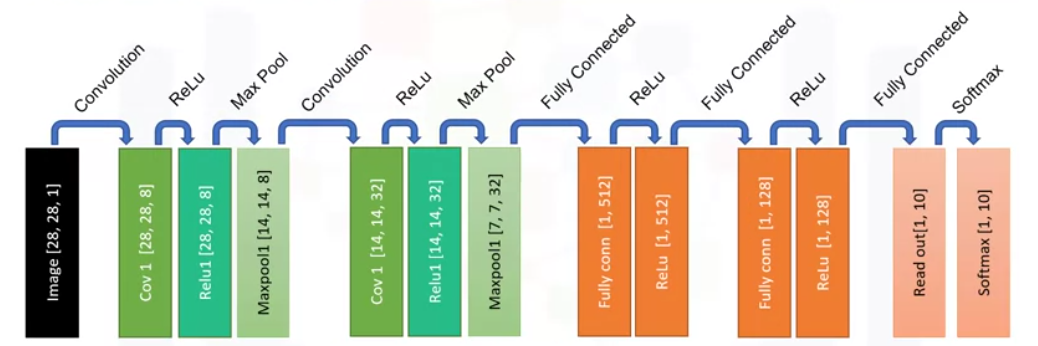 Convolution
ReLu
Max Pool
Convolution
ReLu
Max Pool
Fully Connected
ReLu
Fully Connected
ReLu
Fully Connected
Softmax
Image [28, 28, 1]
Cov 1 [28, 28, 8]
Relu1 [28, 28, 8]
Maxpool1 [14, 14, 8]
Cov 1 [14, 14, 32]
Relu1 [14, 14, 32]
Maxpool1 [7, 7, 32]
Fully conn [1, 512]
ReLu [1, 512]
Fully conn [1, 128]
ReLu [1, 128]
Read out[1, 10]
Softmax [1, 10]